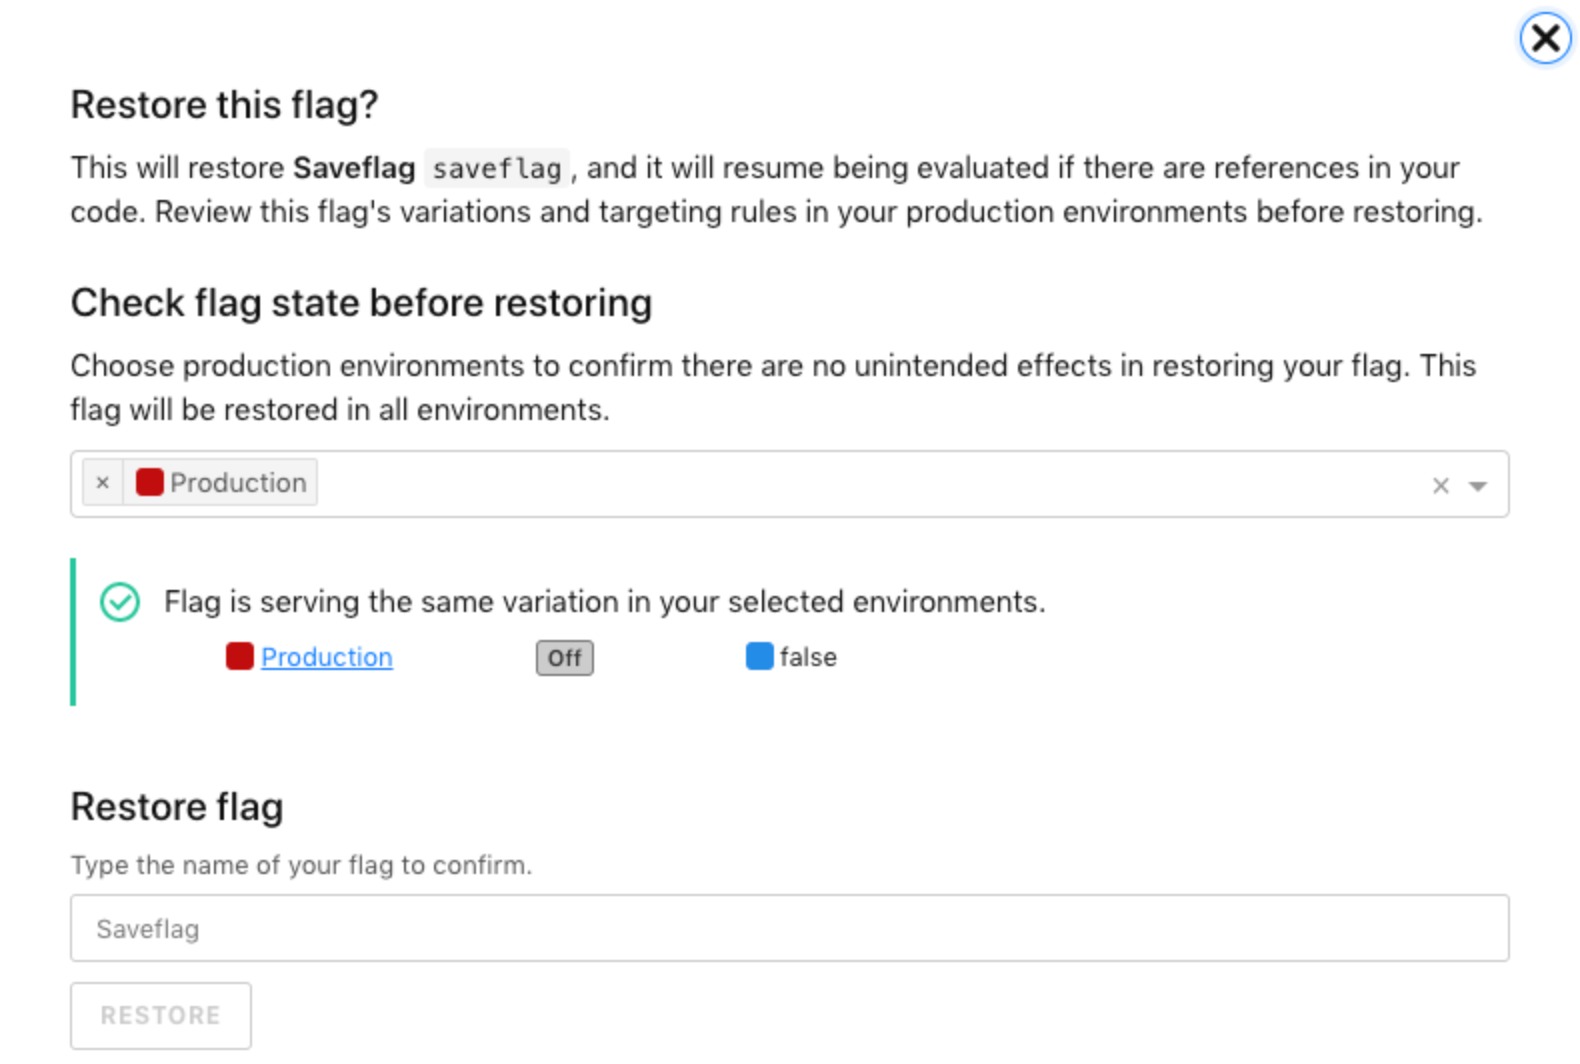 Restore this flag?
This will restore Saveflag saveflag, and it will resume being evaluated if there are references in your
code. Review this flag's variations and targeting rules in your production environments before restoring.
Check flag state before restoring
Choose production environments to confirm there are no unintended effects in restoring your flag. This
flag will be restored in all environments.
× Production ×
Flag is serving the same variation in your selected environments.
Production Off false
Restore flag
Type the name of your flag to confirm.
Saveflag
RESTORE